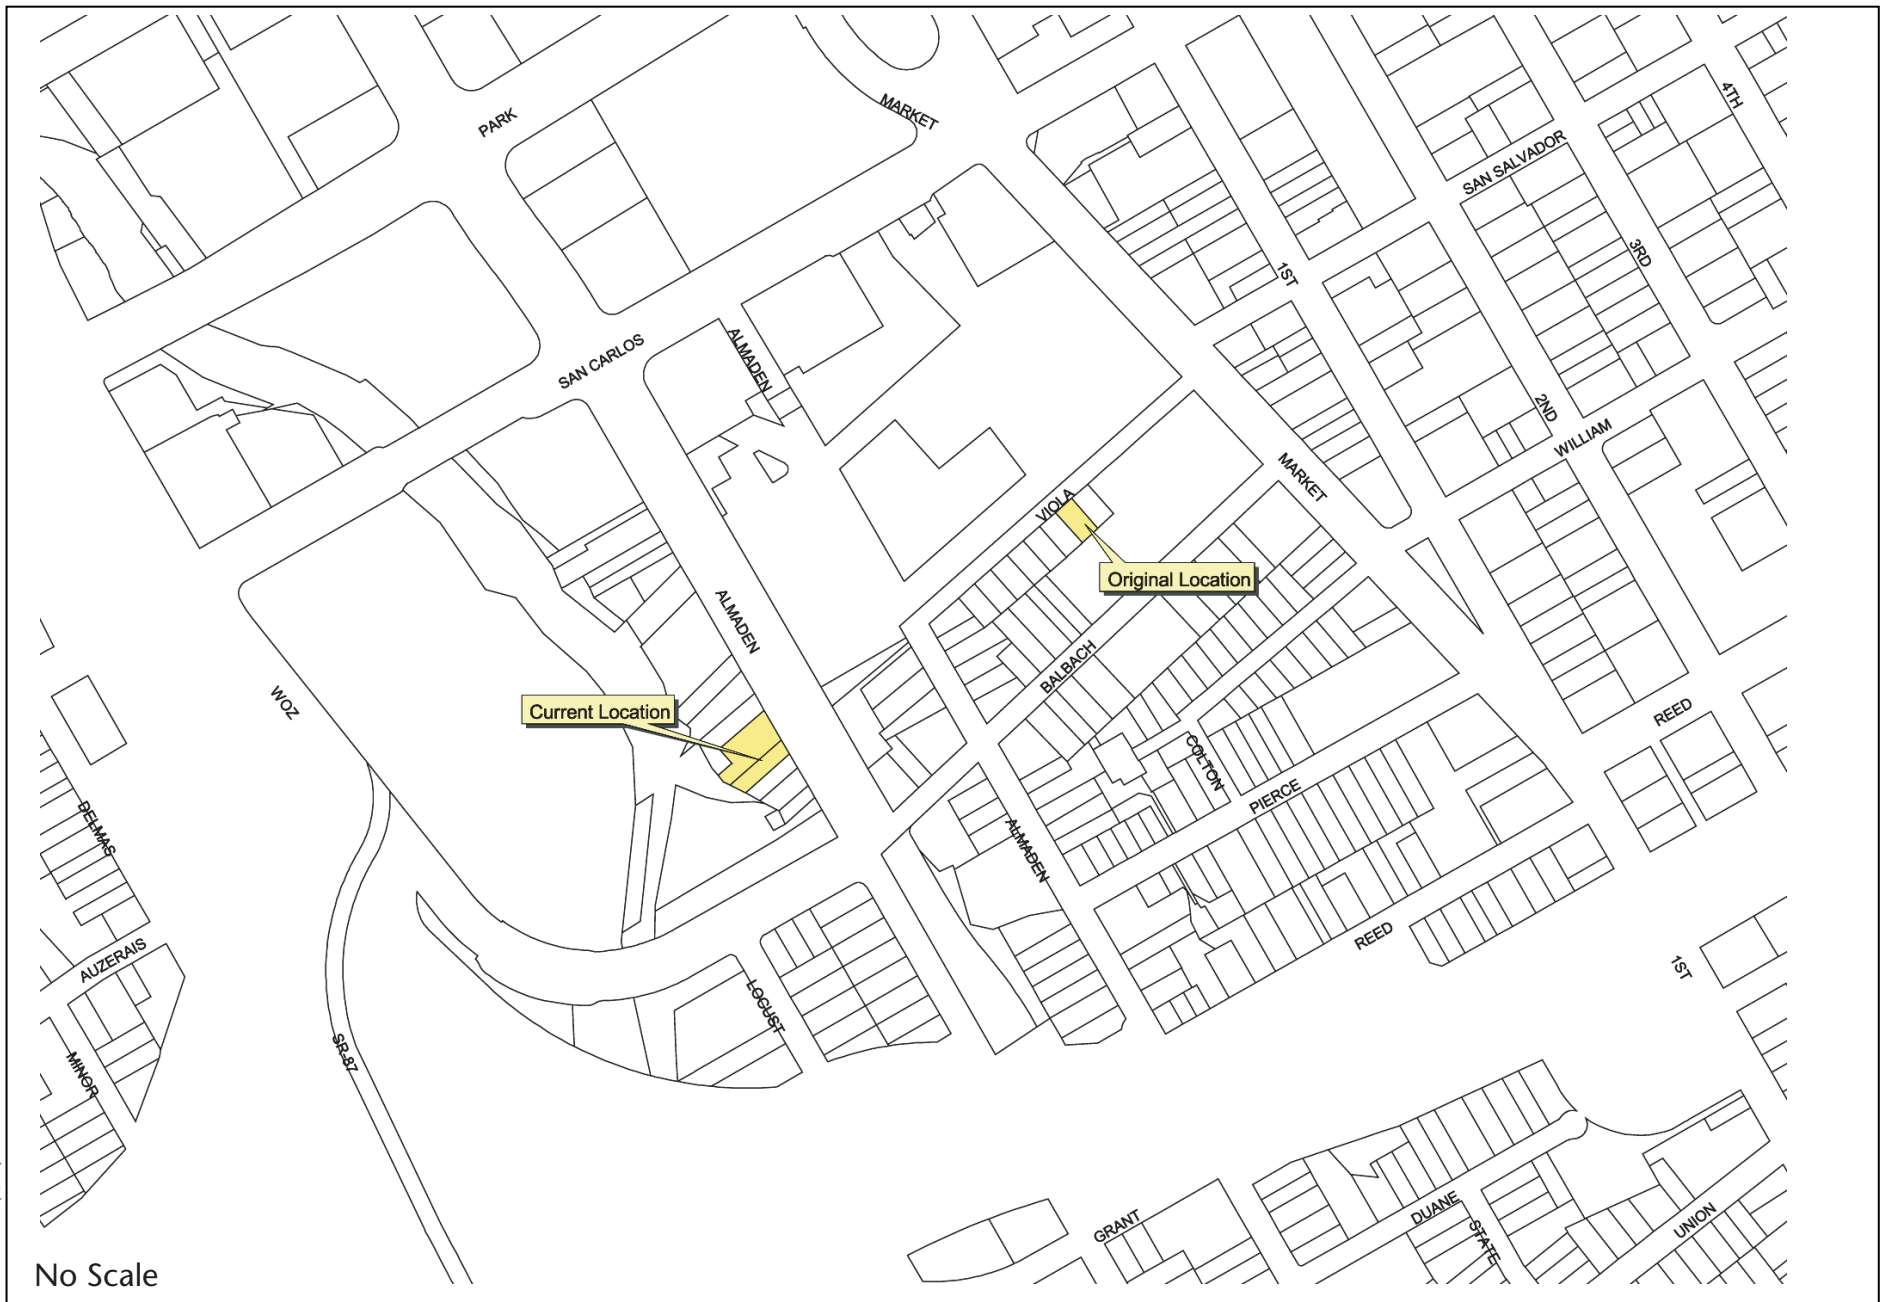 PARK
MARKET
4TH
SAN SALVADOR
3RD
1ST
SAN CARLOS
ALMADEN
2ND
WILLIAM
MARKET
VIOLA
Original Location
ALMADEN
BALBACH
WOZ
Current Location
REED
COLTON
PIERCE
DELMAS
ALMADEN
REED
AUZERAIS
1ST
LOCUST
SR-87
MINOR
GRANT
DUANE
STATE
UNION
No Scale